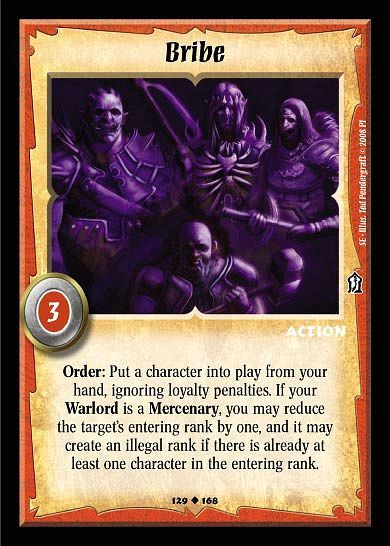 Bribe
SE - Illus. Ted Pendergraft © 2008 PJ
3
ACTION
Order: Put a character into play from your
hand, ignoring loyalty penalties. If your
Warlord is a Mercenary, you may reduce
the target's entering rank by one, and it may
create an illegal rank if there is already at
least one character in the entering rank.
129 ◆ 168